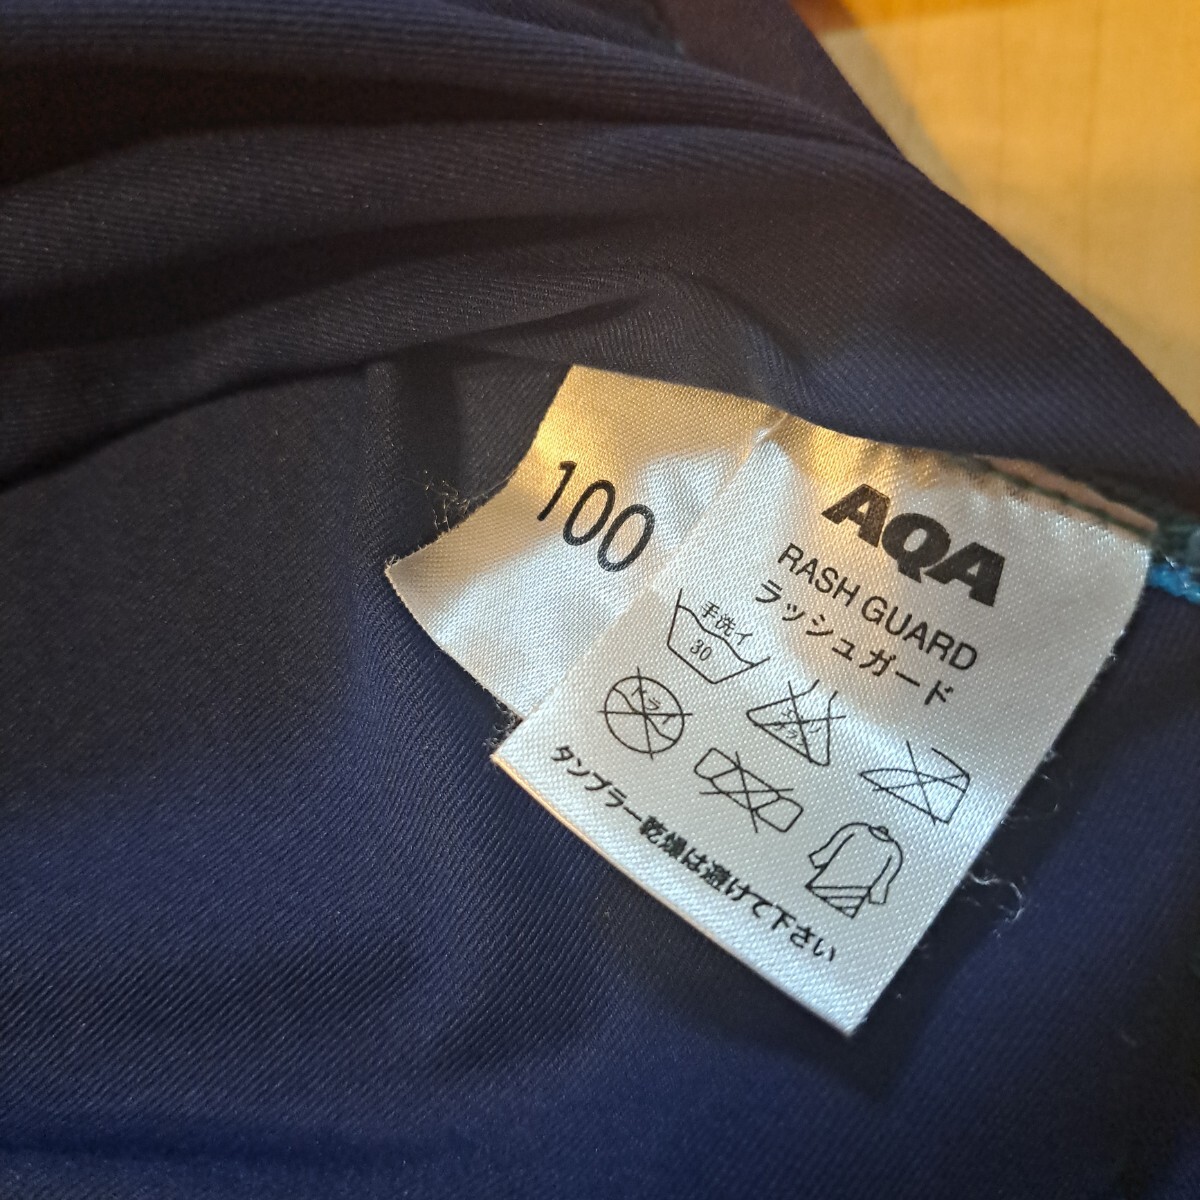 100
AQA
RASH GUARD
ラッシュガード
手洗イ
30
ドライ
タンブラー乾燥は避けて下さい